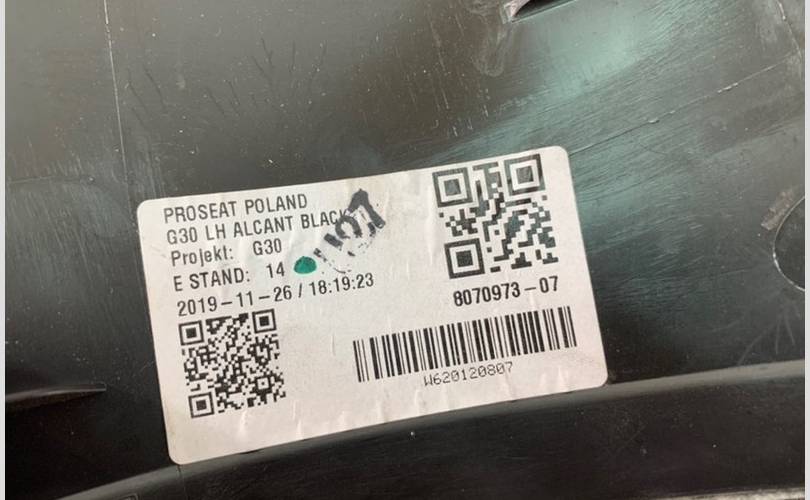 PROSEAT POLAND
G30 LH ALCANT BLACK
Projekt: G30
E STAND: 14
2019-11-26 / 18:19:23
8070973-07
W620120807